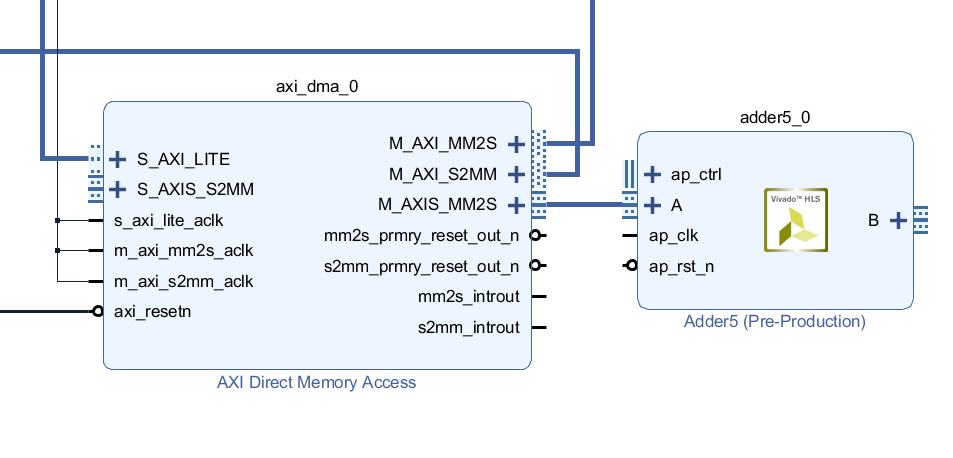 axi_dma_0
S_AXI_LITE
S_AXIS_S2MM
s_axi_lite_aclk
m_axi_mm2s_aclk
m_axi_s2mm_aclk
axi_resetn
M_AXI_MM2S
M_AXI_S2MM
M_AXIS_MM2S
mm2s_prmry_reset_out_n
s2mm_prmry_reset_out_n
mm2s_introut
s2mm_introut
AXI Direct Memory Access
adder5_0
ap_ctrl
A
ap_clk
ap_rst_n
Vivado™ HLS
B
Adder5 (Pre-Production)